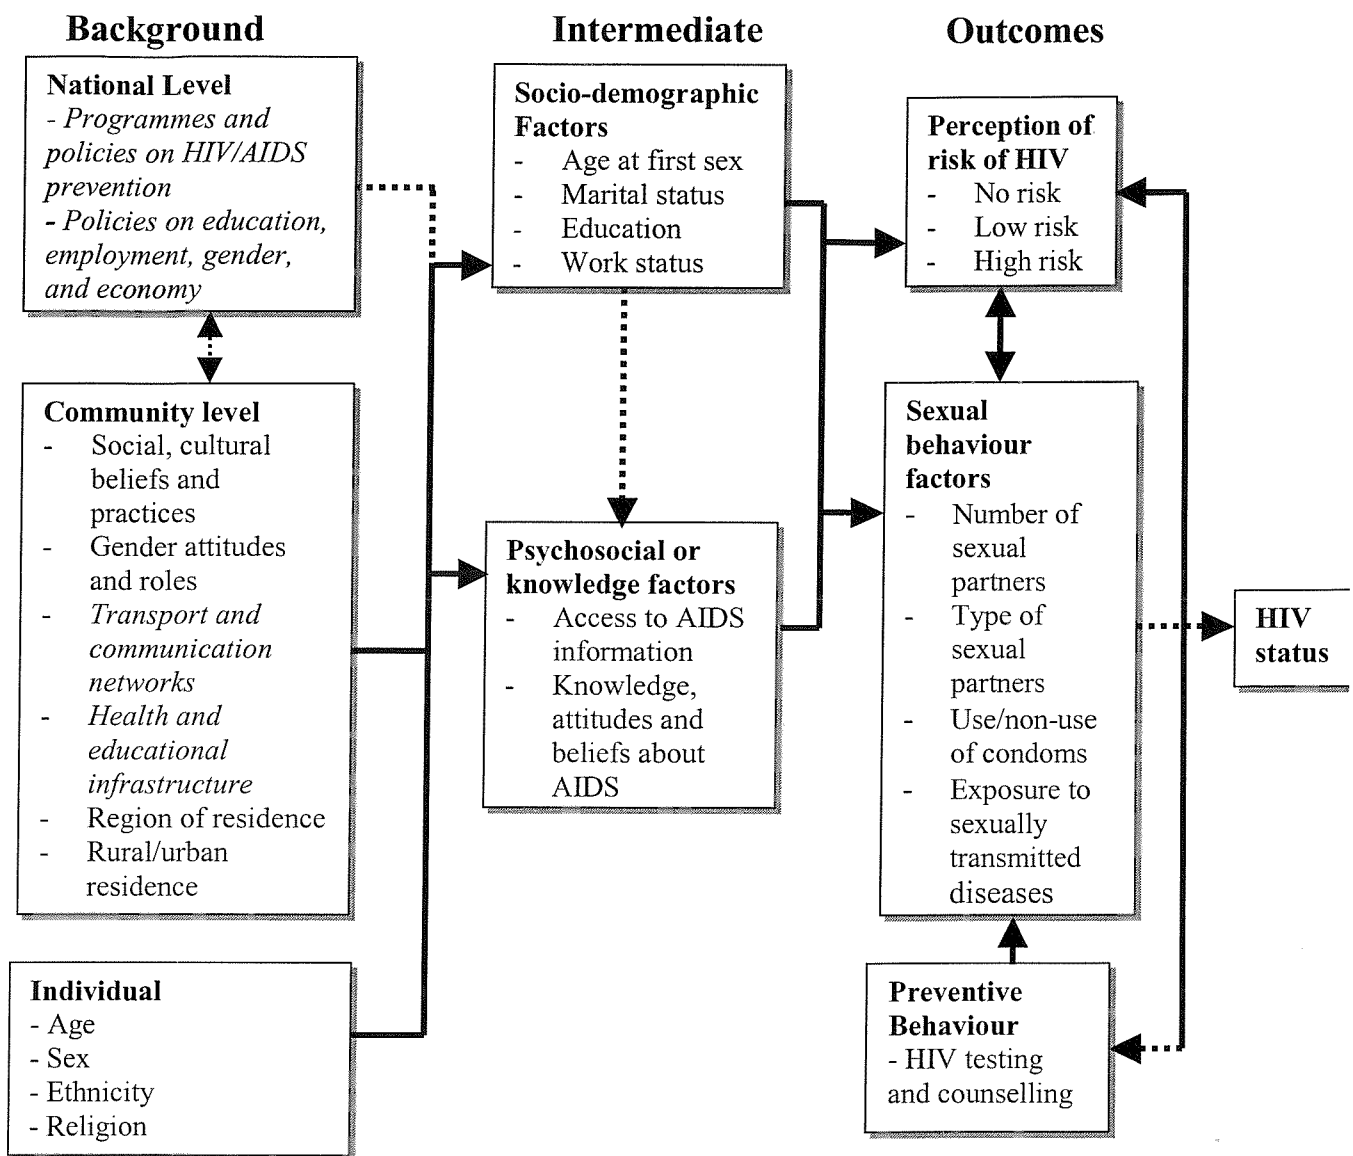 Background
Intermediate
Outcomes
National Level
- Programmes and
policies on HIV/AIDS
prevention
- Policies on education,
employment, gender,
and economy
Community level
- Social, cultural
beliefs and
practices
- Gender attitudes
and roles
- Transport and
communication
networks
- Health and
educational
infrastructure
- Region of residence
- Rural/urban
residence
Individual
- Age
- Sex
- Ethnicity
- Religion
Socio-demographic
Factors
- Age at first sex
- Marital status
- Education
- Work status
Psychosocial or
knowledge factors
- Access to AIDS
information
- Knowledge,
attitudes and
beliefs about
AIDS
Perception of
risk of HIV
- No risk
- Low risk
- High risk
Sexual
behaviour
factors
- Number of
sexual
partners
- Type of
sexual
partners
- Use/non-use
of condoms
- Exposure to
sexually
transmitted
diseases
Preventive
Behaviour
- HIV testing
and counselling
HIV
status